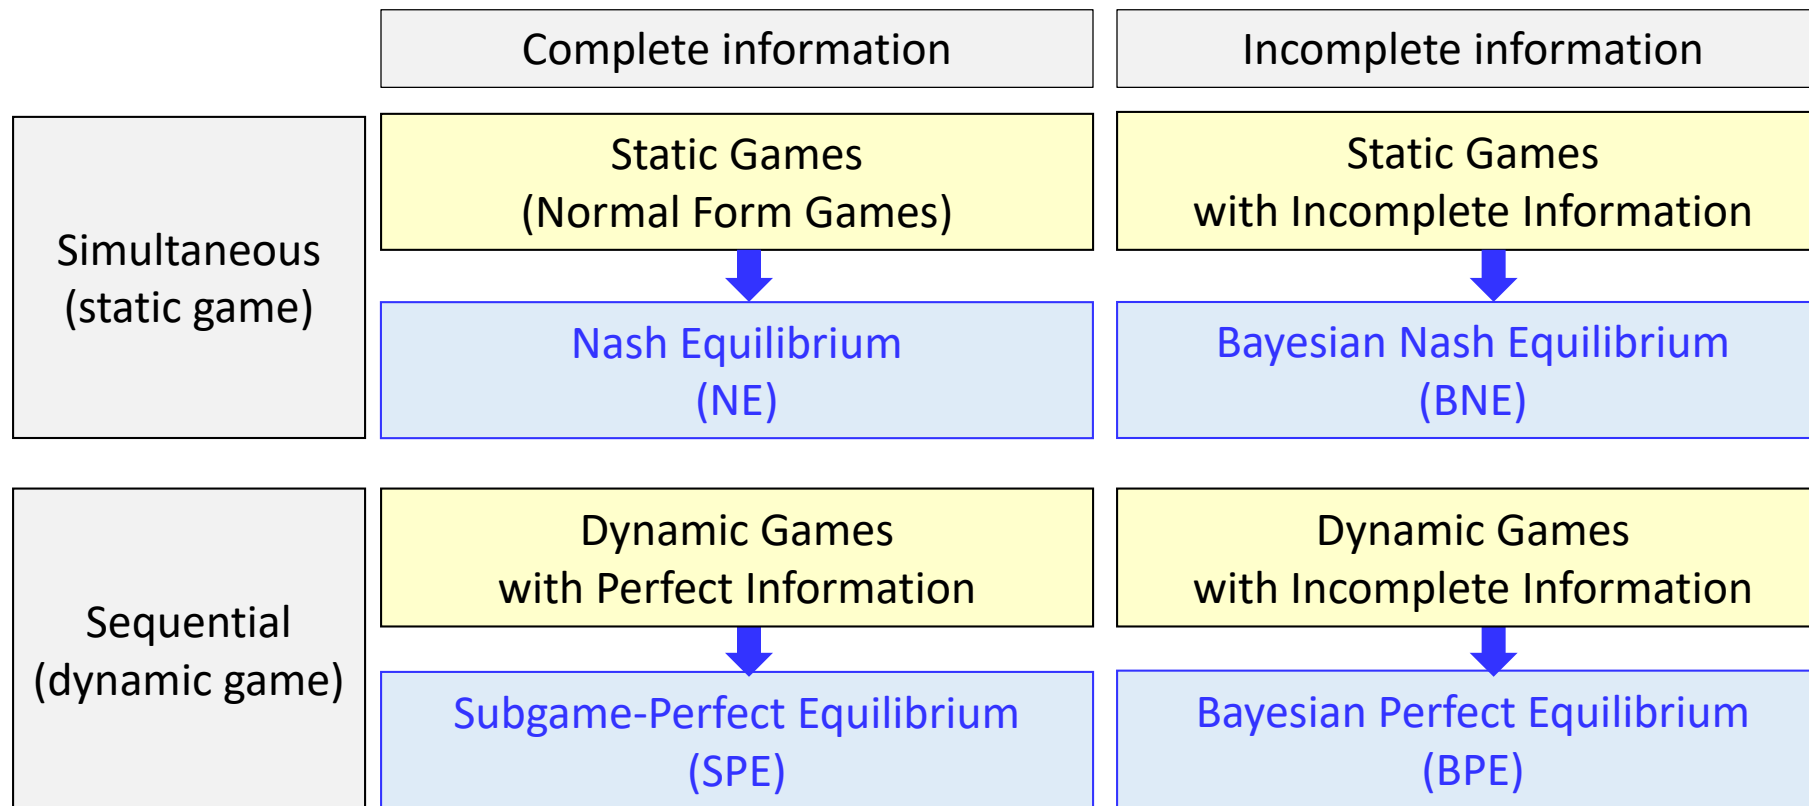 Complete information
Incomplete information
Simultaneous
(static game)
Static Games
(Normal Form Games)
Static Games
with Incomplete Information
Nash Equilibrium
(NE)
Bayesian Nash Equilibrium
(BNE)
Sequential
(dynamic game)
Dynamic Games
with Perfect Information
Dynamic Games
with Incomplete Information
Subgame-Perfect Equilibrium
(SPE)
Bayesian Perfect Equilibrium
(BPE)